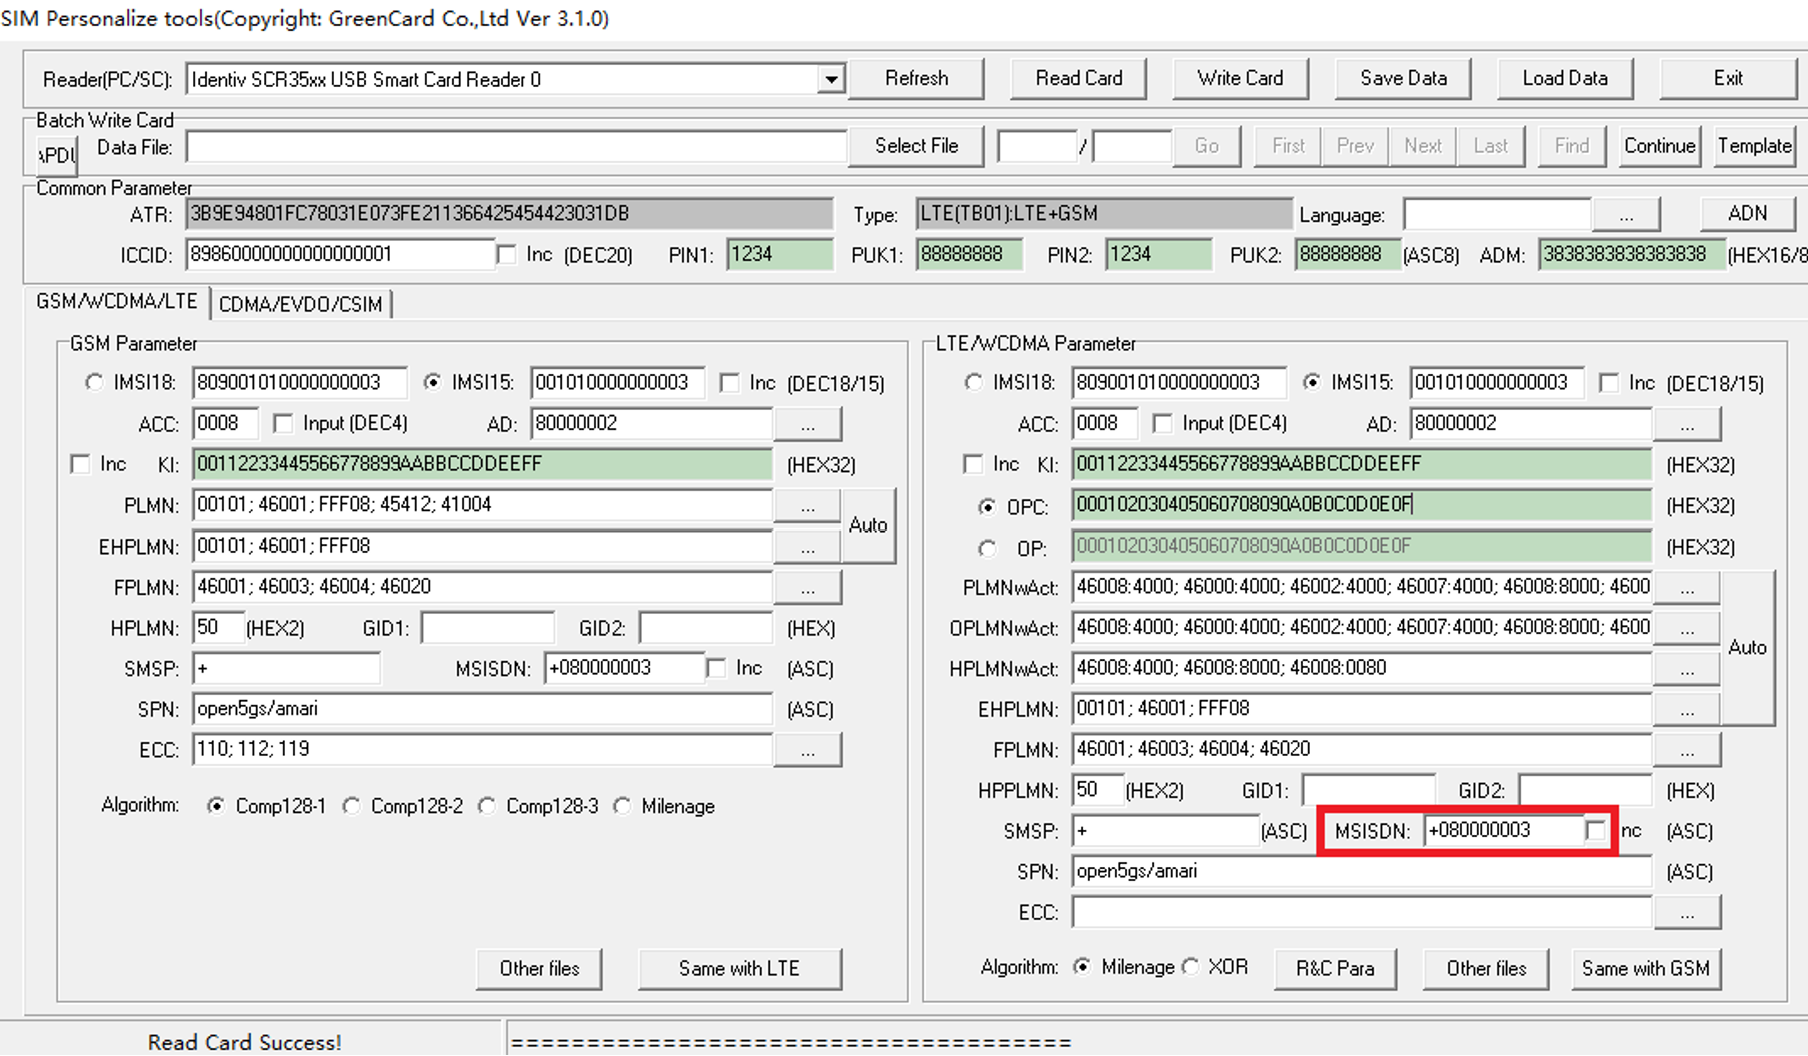 SIM Personalize tools(Copyright: GreenCard Co.,Ltd Ver 3.1.0)
Reader(PC/SC): Identiv SCR35xx USB Smart Card Reader 0 Refresh Read Card Write Card Save Data Load Data Exit
Batch Write Card
APDU Data File: Select File / Go First Prev Next Last Find Continue Template
Common Parameter
ATR: 3B9E94801FC78031E073FE211366425454423031DB Type: LTE(TB01):LTE+GSM Language: ... ADN
ICCID: 89860000000000000001 Inc (DEC20) PIN1: 1234 PUK1: 88888888 PIN2: 1234 PUK2: 88888888 (ASC8) ADM: 3838383838383838 (HEX16/8
GSM/WCDMA/LTE CDMA/EVDO/CSIM
GSM Parameter
IMSI18: 809001010000000003 IMSI15: 001010000000003 Inc (DEC18/15)
ACC: 0008 Input (DEC4) AD: 80000002 ...
Inc KI: 00112233445566778899AABBCCDDEEFF (HEX32)
PLMN: 00101; 46001; FFF08; 45412; 41004 ... Auto
EHPLMN: 00101; 46001; FFF08 ...
FPLMN: 46001; 46003; 46004; 46020 ...
HPLMN: 50 (HEX2) GID1: GID2: (HEX)
SMSP: + MSISDN: +080000003 Inc (ASC)
SPN: open5gs/amari (ASC)
ECC: 110; 112; 119 ...
Algorithm: Comp128-1 Comp128-2 Comp128-3 Milenage
Other files Same with LTE
LTE/WCDMA Parameter
IMSI18: 809001010000000003 IMSI15: 001010000000003 Inc (DEC18/15)
ACC: 0008 Input (DEC4) AD: 80000002 ...
Inc KI: 00112233445566778899AABBCCDDEEFF (HEX32)
OPC: 000102030405060708090A0B0C0D0E0F (HEX32)
OP: 000102030405060708090A0B0C0D0E0F (HEX32)
PLMNwAct: 46008:4000; 46000:4000; 46002:4000; 46007:4000; 46008:8000; 4600 ...
OPLMNwAct: 46008:4000; 46000:4000; 46002:4000; 46007:4000; 46008:8000; 4600 ... Auto
HPLMNwAct: 46008:4000; 46008:8000; 46008:0080 ...
EHPLMN: 00101; 46001; FFF08 ...
FPLMN: 46001; 46003; 46004; 46020 ...
HPPLMN: 50 (HEX2) GID1: GID2: (HEX)
SMSP: + (ASC) MSISDN: +080000003 nc (ASC)
SPN: open5gs/amari (ASC)
ECC: ...
Algorithm: Milenage XOR R&C Para Other files Same with GSM
Read Card Success! =====================================